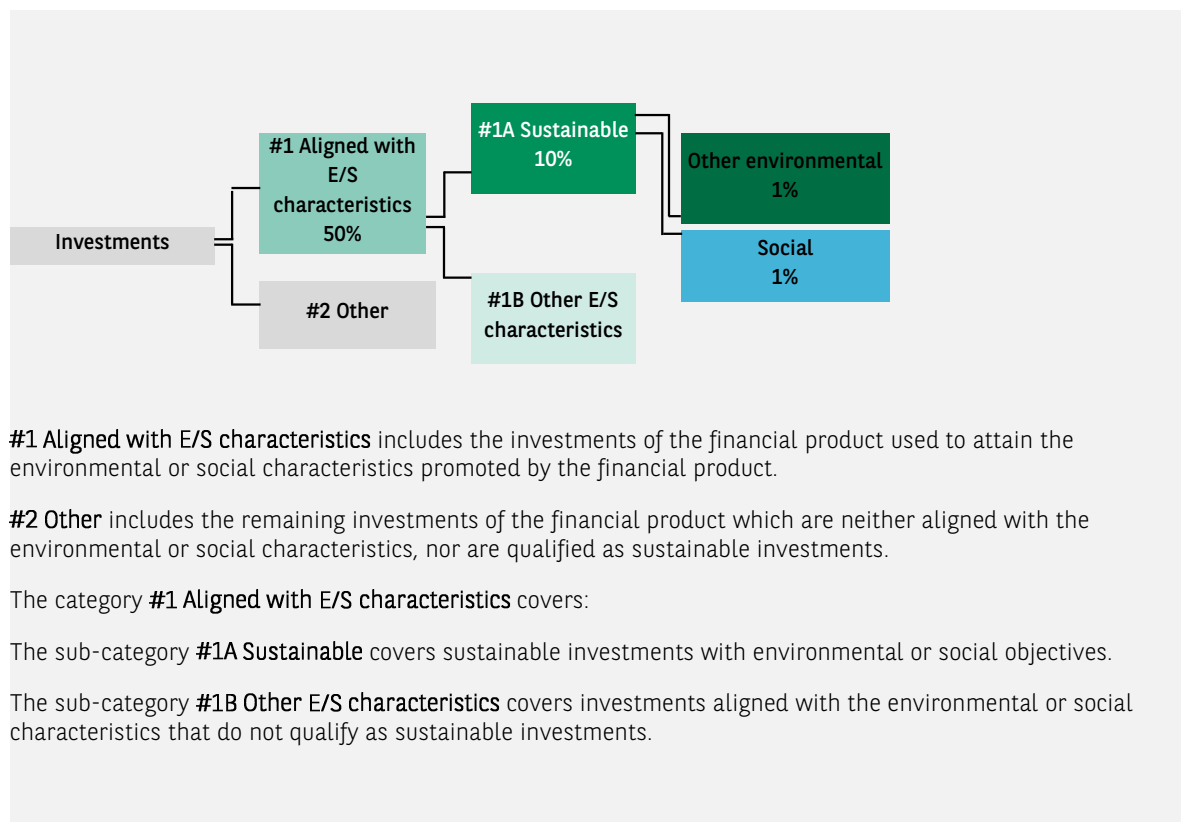 #1A Sustainable
10%
#1 Aligned with
E/S
characteristics
50%
Other environmental
1%
Investments
Social
1%
#2 Other
#1B Other E/S
characteristics
#1 Aligned with E/S characteristics includes the investments of the financial product used to attain the
environmental or social characteristics promoted by the financial product.
#2 Other includes the remaining investments of the financial product which are neither aligned with the
environmental or social characteristics, nor are qualified as sustainable investments.
The category #1 Aligned with E/S characteristics covers:
The sub-category #1A Sustainable covers sustainable investments with environmental or social objectives.
The sub-category #1B Other E/S characteristics covers investments aligned with the environmental or social
characteristics that do not qualify as sustainable investments.